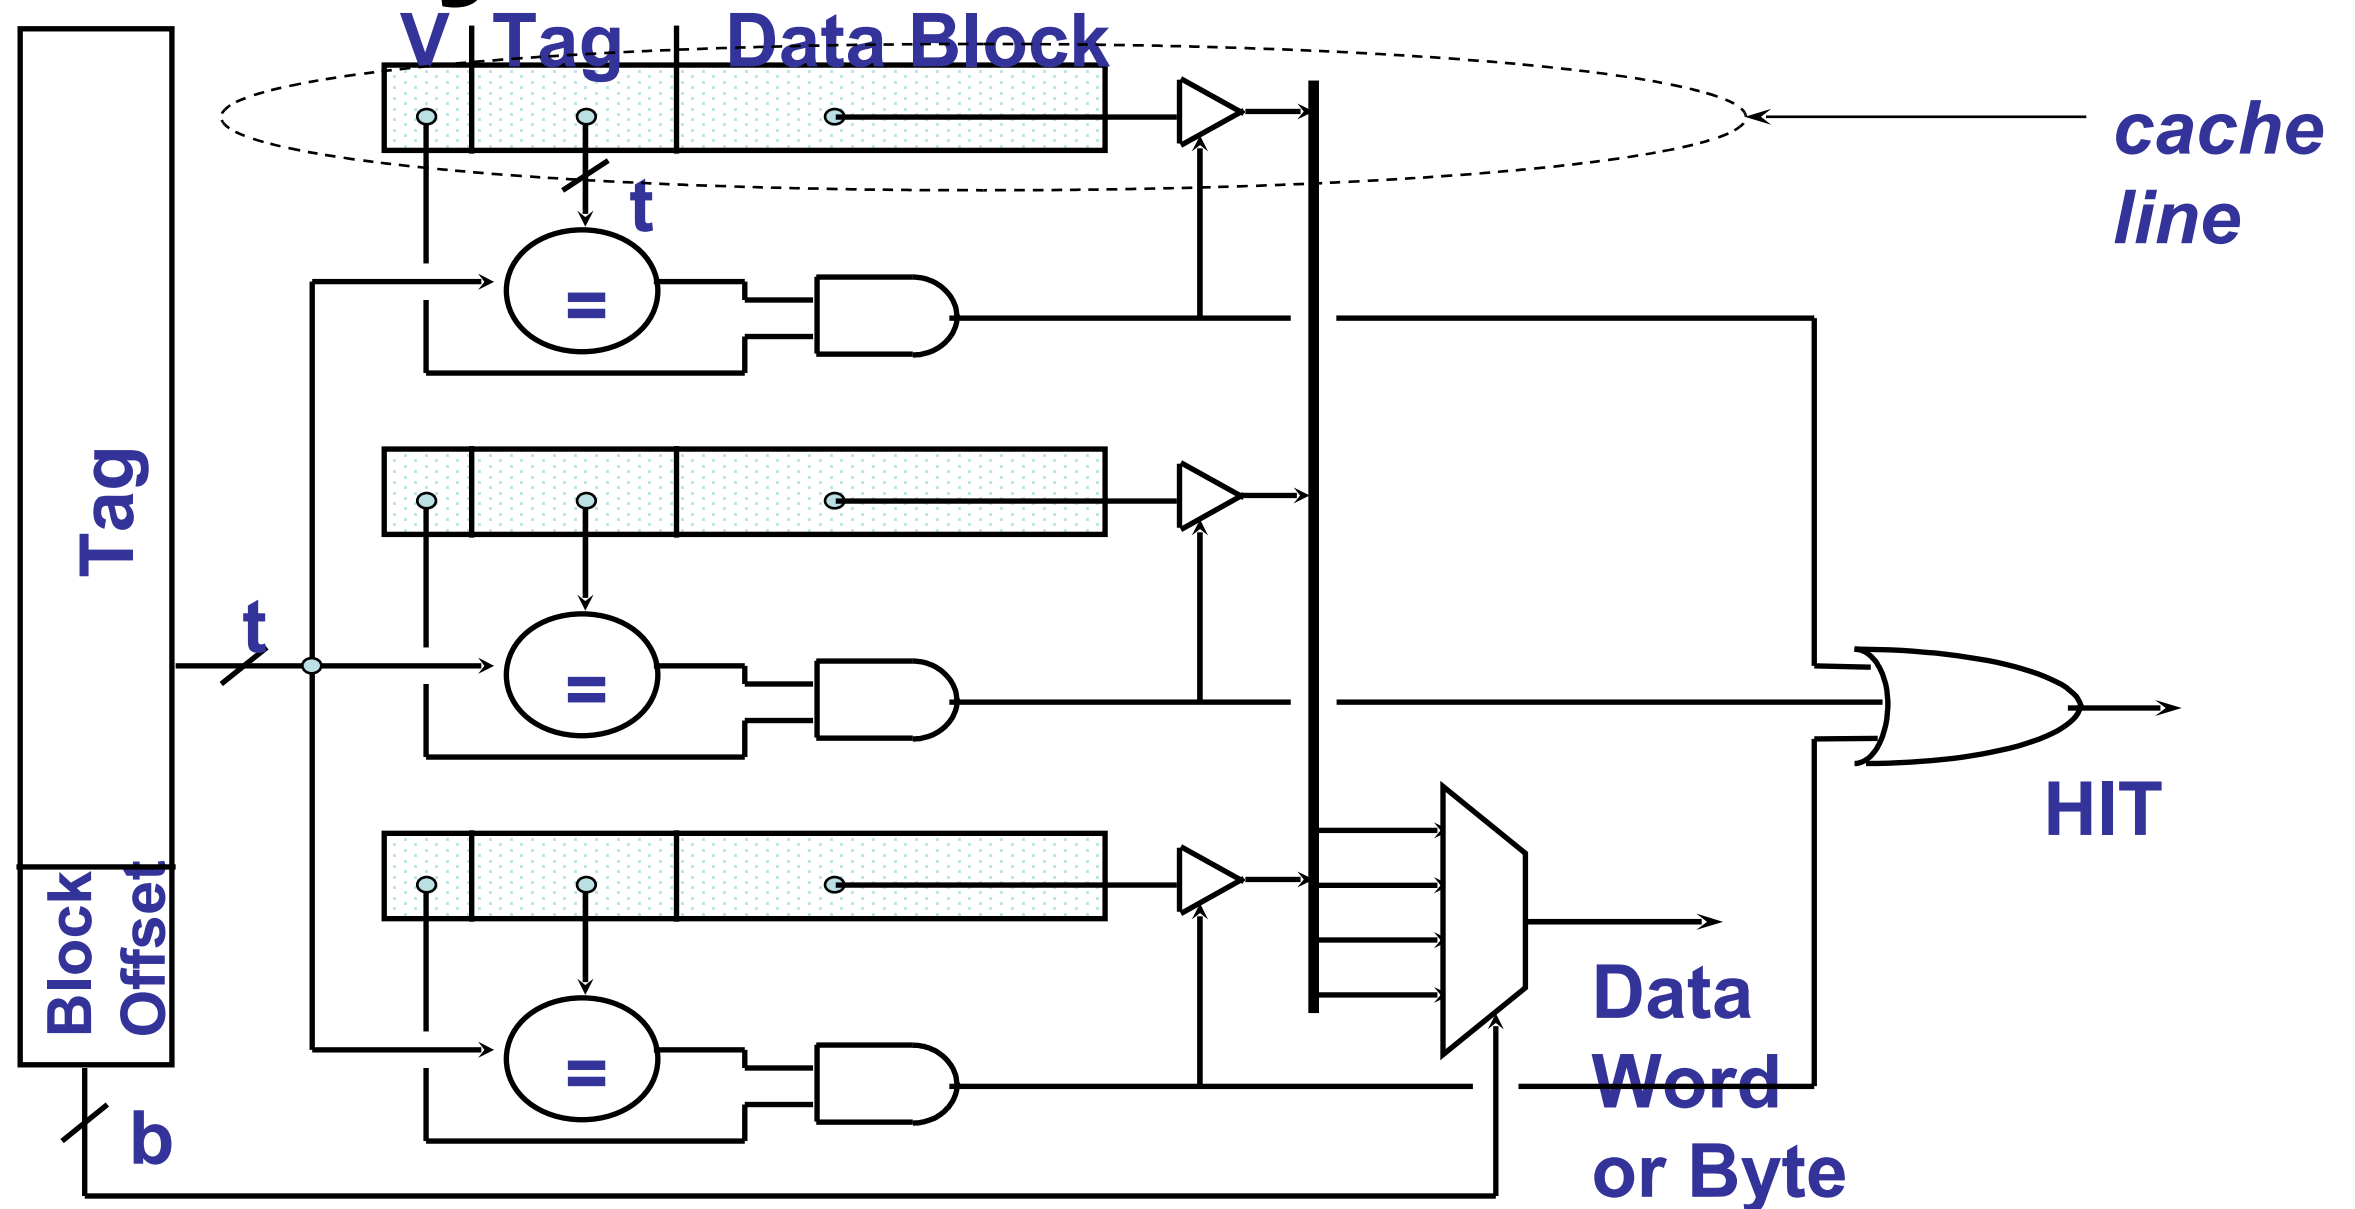 V Tag Data Block
cache
line
t
=
Tag
t
=
HIT
Block
Offset
=
Data
Word
or Byte
b